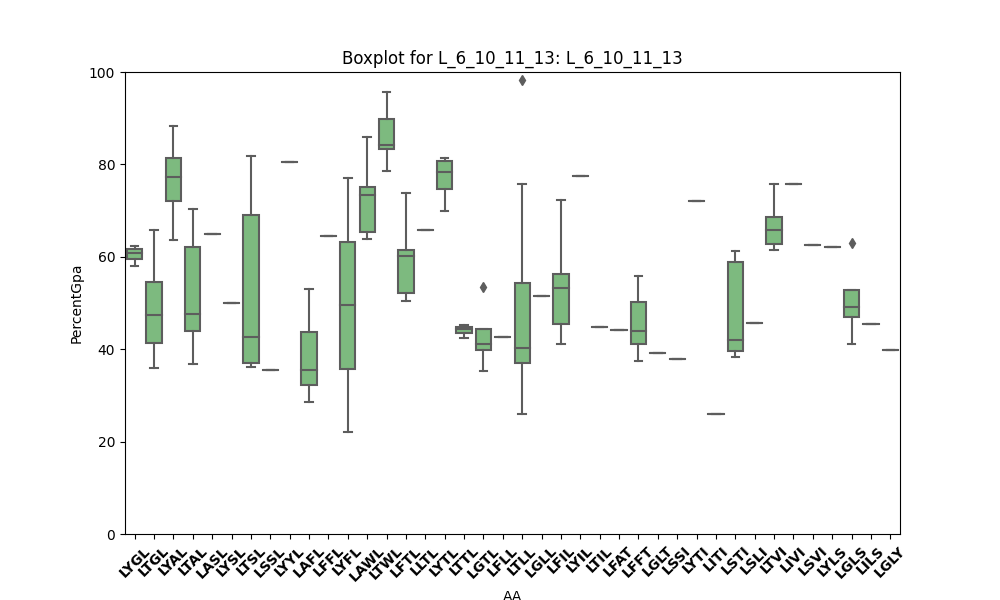 Boxplot for L_6_10_11_13: L_6_10_11_13
100
80
60
40
20
0
PercentGpa
LYGL LTGL LYAL LTAL LASL LYSL LTSL LSSL LYYL LAFL LFFL LYFL LAWL LTWL LFTL LLTL LYTL LTTL LGTL LFLL LTLL LGLL LFIL LYIL LTIL LFAT LFFT LGLT LSSI LYTI LITI LSTI LSLI LTVI LIVI LSVI LYLS LGLS LILS LGLY
AA